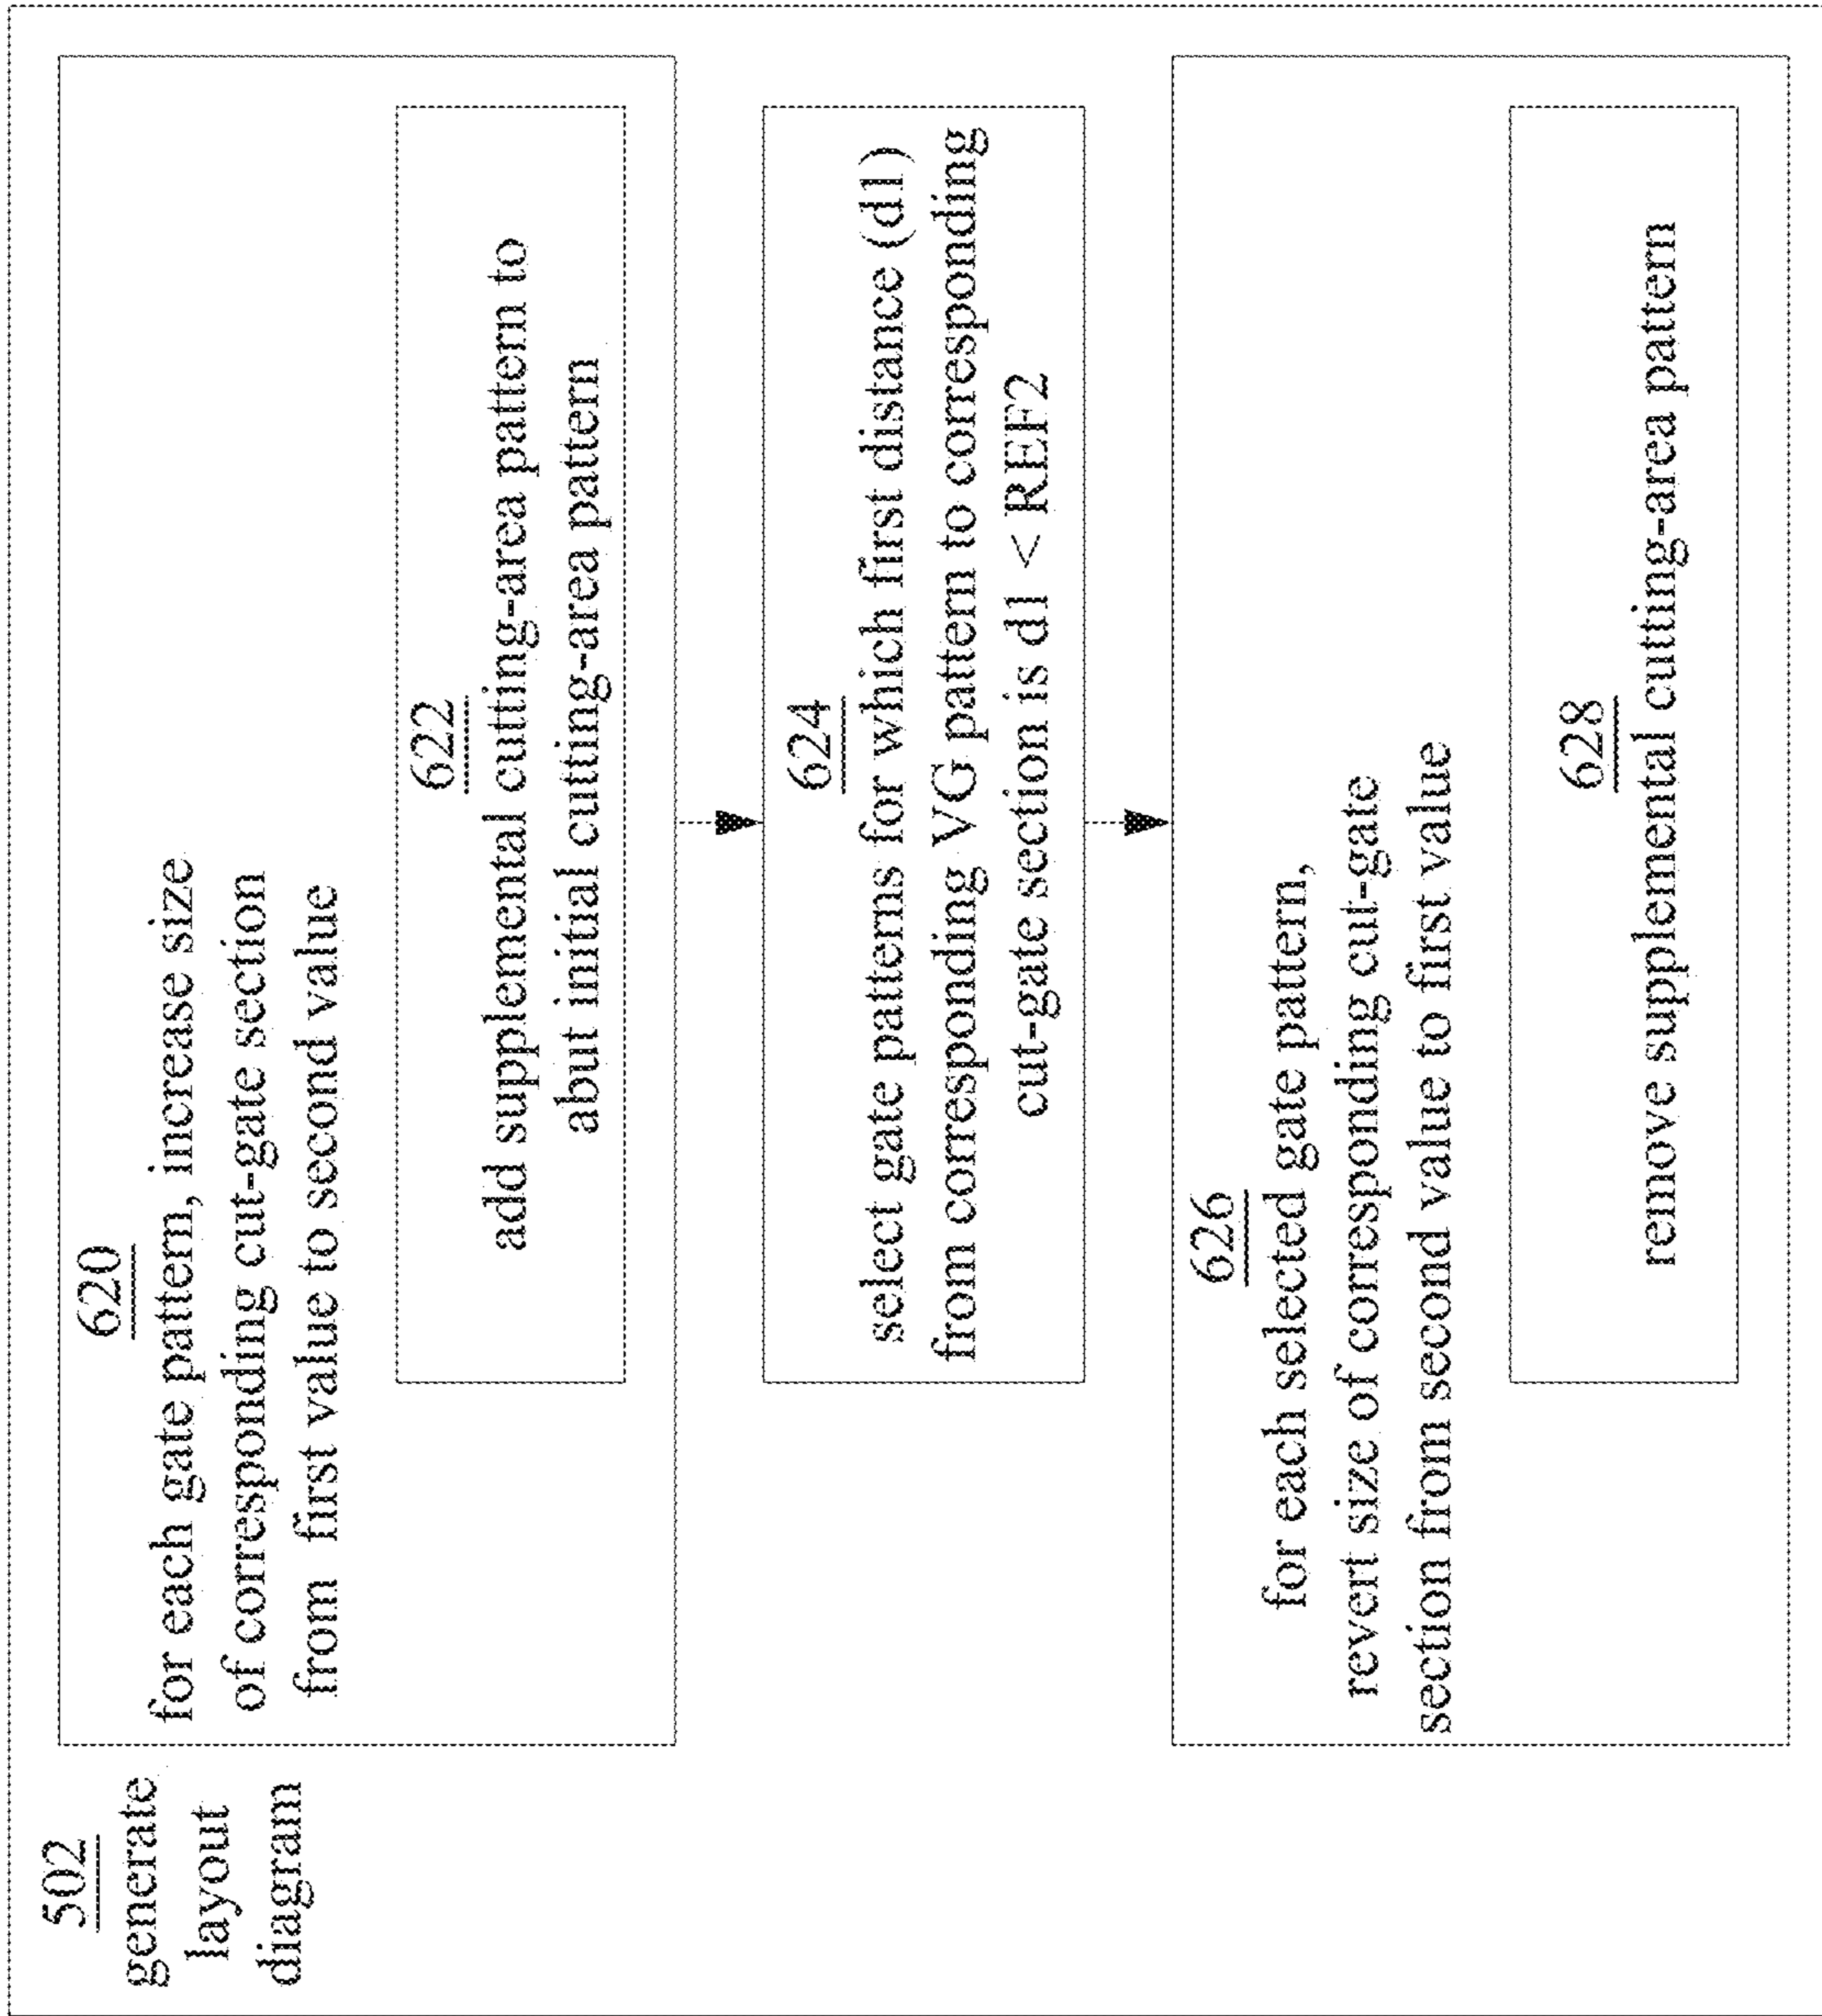 502
generate
layout
diagram
620
for each gate pattern, increase size
of corresponding cut-gate section
from first value to second value
622
add supplemental cutting-area pattern to
abut initial cutting-area pattern
624
select gate patterns for which first distance (d1)
from corresponding VG pattern to corresponding
cut-gate section is d1 < REF2
626
for each selected gate pattern,
revert size of corresponding cut-gate
section from second value to first value
628
remove supplemental cutting-area pattern